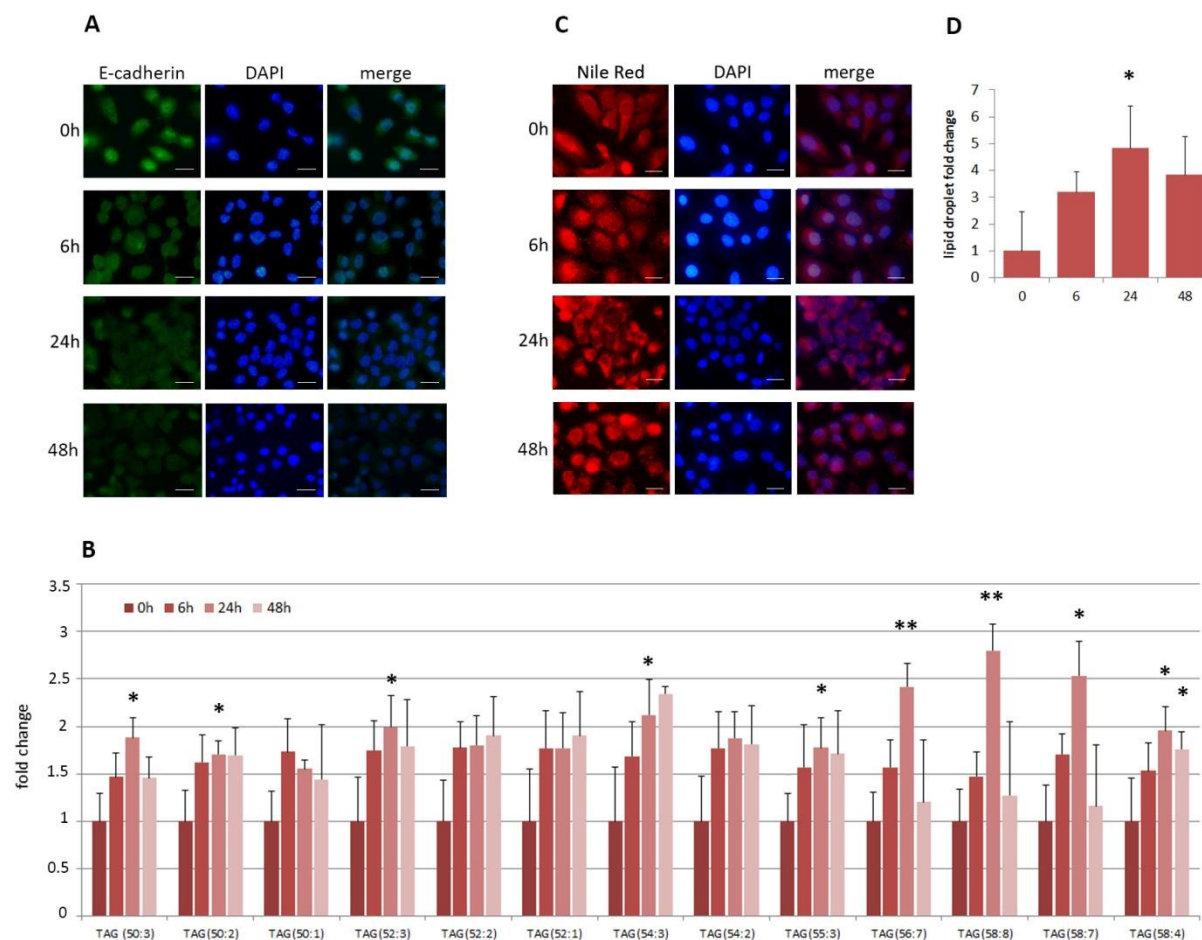 A
E-cadherin DAPI merge
0h
6h
24h
48h
C
Nile Red DAPI merge
0h
6h
24h
48h
D
*
7
6
5
4
3
2
1
0
lipid droplet fold change
0 6 24 48
B
3.5
3
2.5
2
1.5
1
0.5
0
fold change
0h 6h 24h 48h
* * * * * ** ** * * *
TAG (50:3) TAG(50:2) TAG(50:1) TAG(52:3) TAG(52:2) TAG(52:1) TAG(54:3) TAG(54:2) TAG(55:3) TAG(56:7) TAG(58:8) TAG(58:7) TAG(58:4)